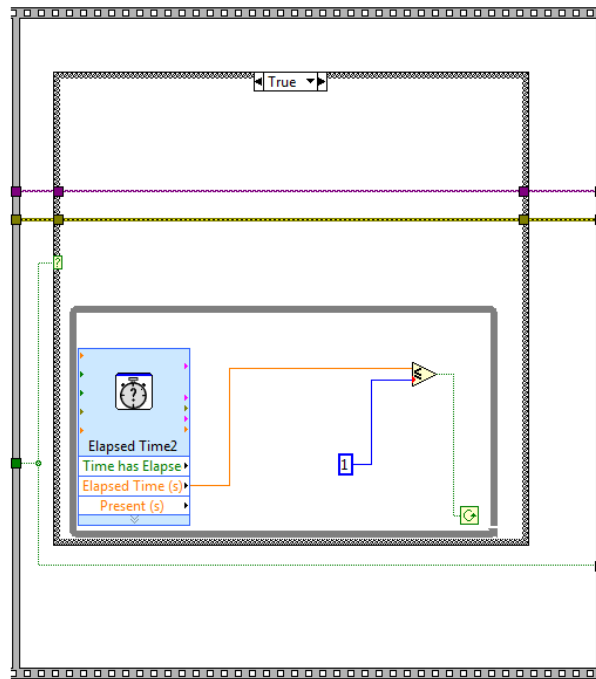 True
?
?
Elapsed Time2
Time has Elapse
Elapsed Time (s)
Present (s)
1